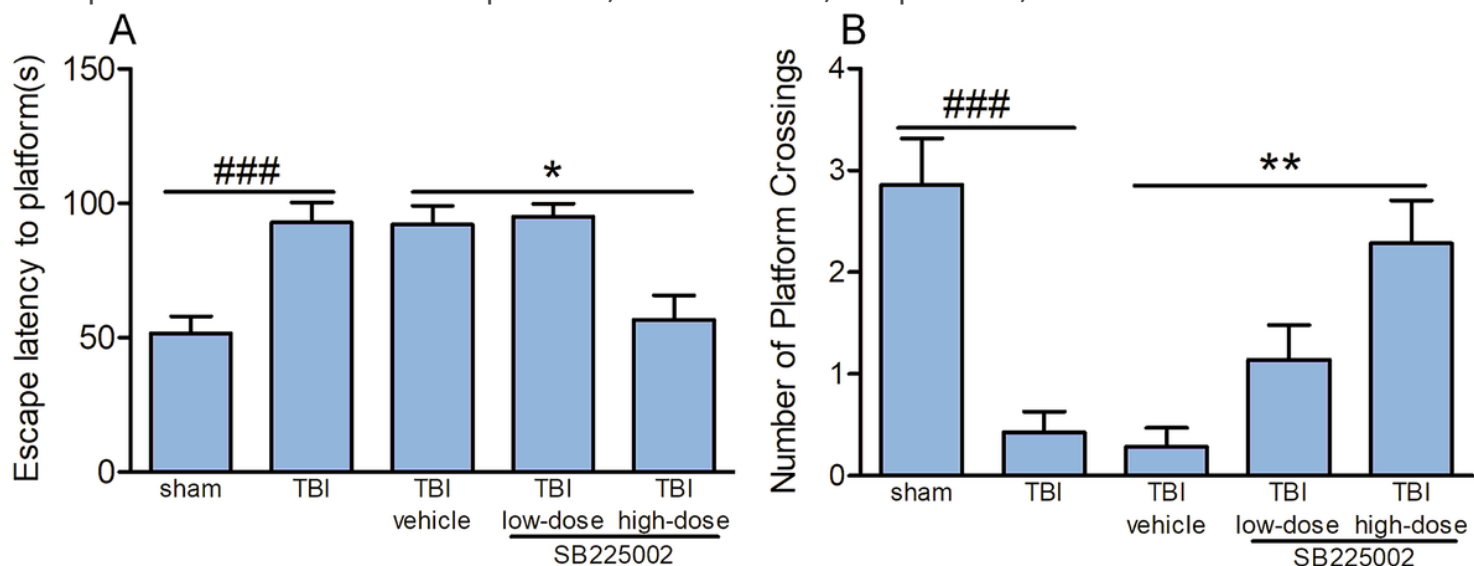 A
Escape latency to platform(s)
150
100
50
0
###
*
sham
TBI
TBI
vehicle
TBI
low-dose
TBI
high-dose
SB225002
B
Number of Platform Crossings
4
3
2
1
0
###
**
sham
TBI
TBI
vehicle
TBI
low-dose
TBI
high-dose
SB225002